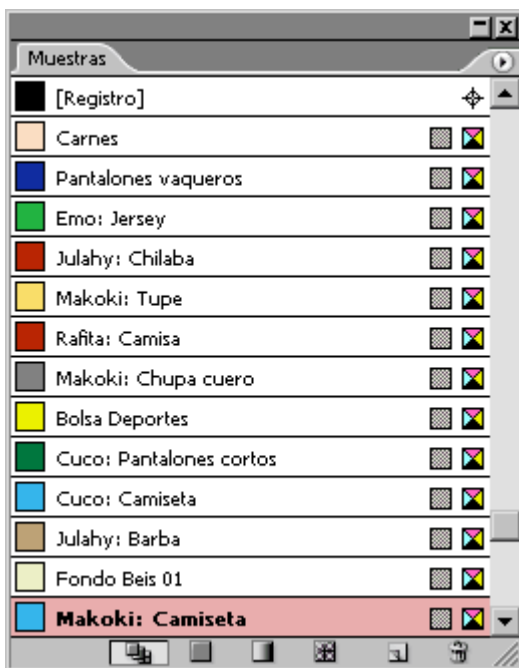 Muestras
[Registro]
Carnes
Pantalones vaqueros
Emo: Jersey
Julahy: Chilaba
Makoki: Tupe
Rafita: Camisa
Makoki: Chupa cuero
Bolsa Deportes
Cuco: Pantalones cortos
Cuco: Camiseta
Julahy: Barba
Fondo Beis 01
Makoki: Camiseta